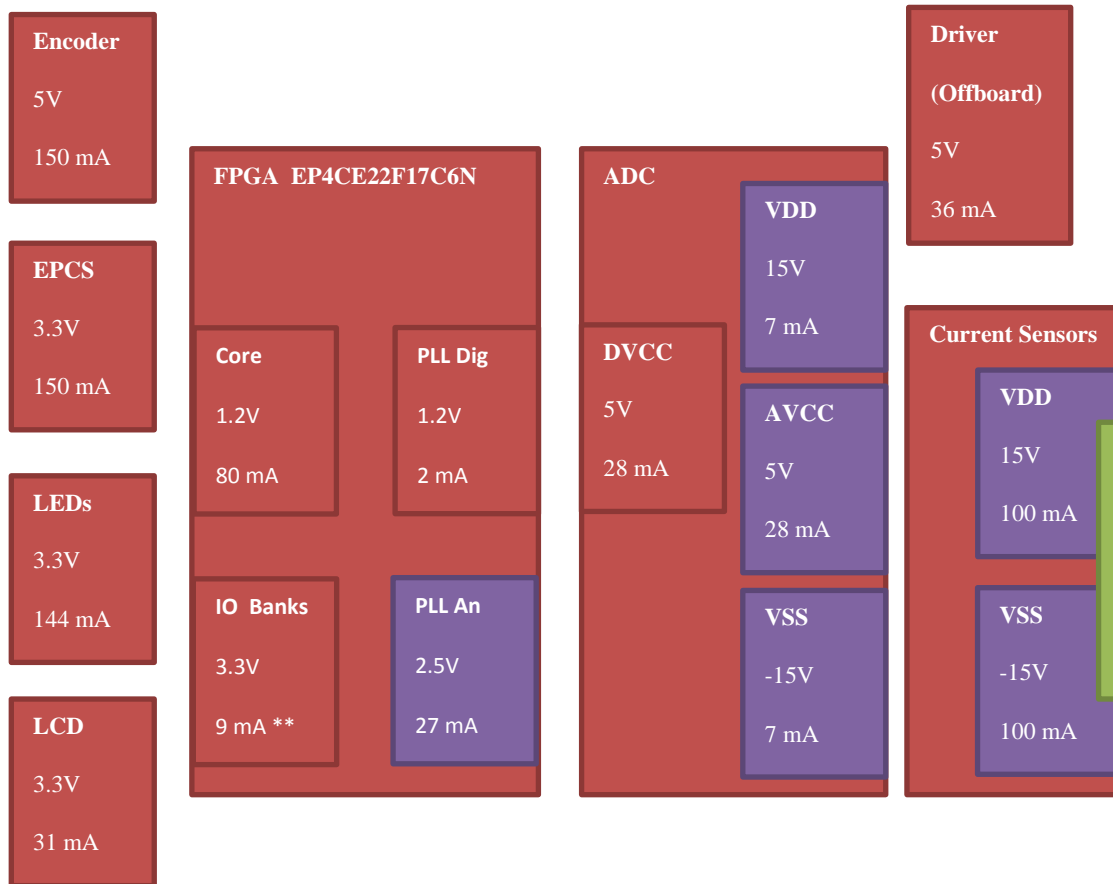 Encoder
5V
150 mA
EPCS
3.3V
150 mA
LEDs
3.3V
144 mA
LCD
3.3V
31 mA
FPGA EP4CE22F17C6N
Core
1.2V
80 mA
PLL Dig
1.2V
2 mA
IO Banks
3.3V
9 mA **
PLL An
2.5V
27 mA
ADC
VDD
15V
7 mA
DVCC
5V
28 mA
AVCC
5V
28 mA
VSS
-15V
7 mA
Driver
(Offboard)
5V
36 mA
Current Sensors
VDD
15V
100 mA
VSS
-15V
100 mA